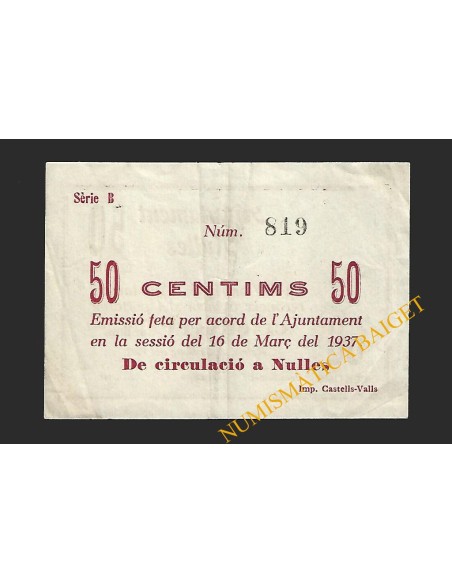 Sèrie B
Núm. 819
50 CENTIMS 50
Emissió feta per acord de l'Ajuntament
en la sessió del 16 de Març del 1937
De circulació a Nulles
Imp. Castells-Valls
NUMISMÀTICA BAIGET